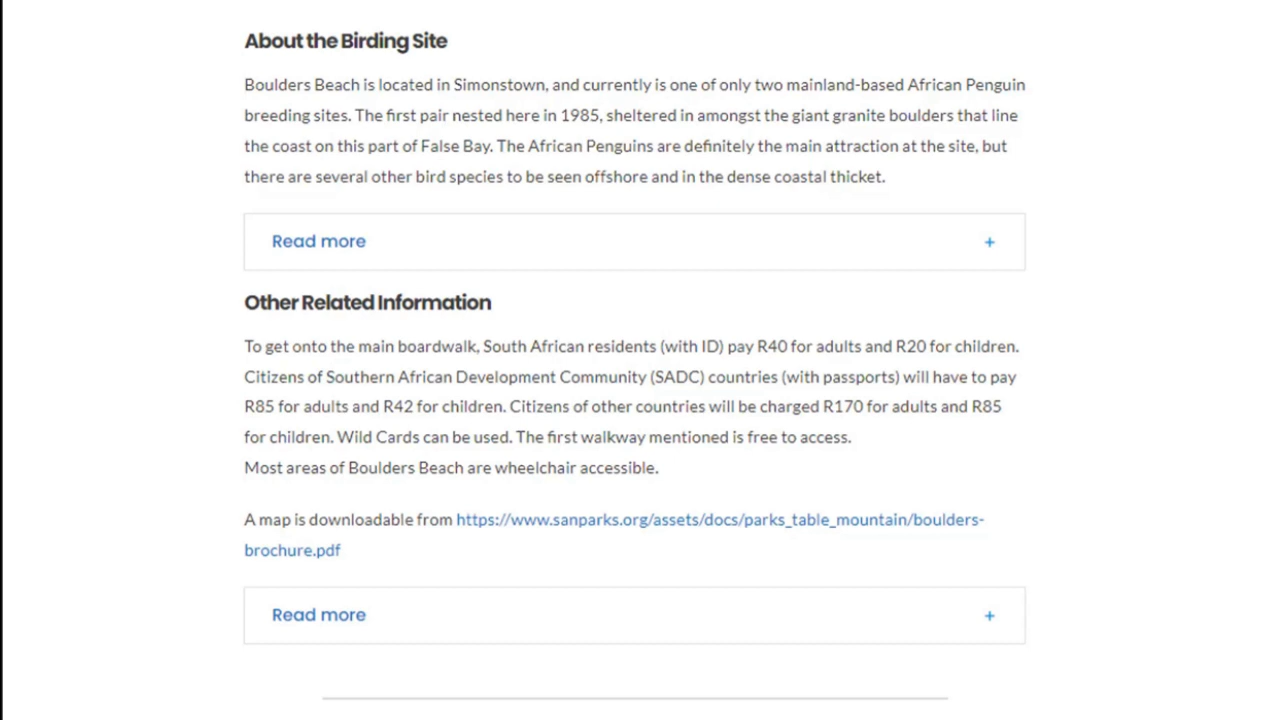 About the Birding Site
Boulders Beach is located in Simonstown, and currently is one of only two mainland-based African Penguin
breeding sites. The first pair nested here in 1985, sheltered in amongst the giant granite boulders that line
the coast on this part of False Bay. The African Penguins are definitely the main attraction at the site, but
there are several other bird species to be seen offshore and in the dense coastal thicket.
Read more +
Other Related Information
To get onto the main boardwalk, South African residents (with ID) pay R40 for adults and R20 for children.
Citizens of Southern African Development Community (SADC) countries (with passports) will have to pay
R85 for adults and R42 for children. Citizens of other countries will be charged R170 for adults and R85
for children. Wild Cards can be used. The first walkway mentioned is free to access.
Most areas of Boulders Beach are wheelchair accessible.
A map is downloadable from https://www.sanparks.org/assets/docs/parks_table_mountain/boulders-
brochure.pdf
Read more +